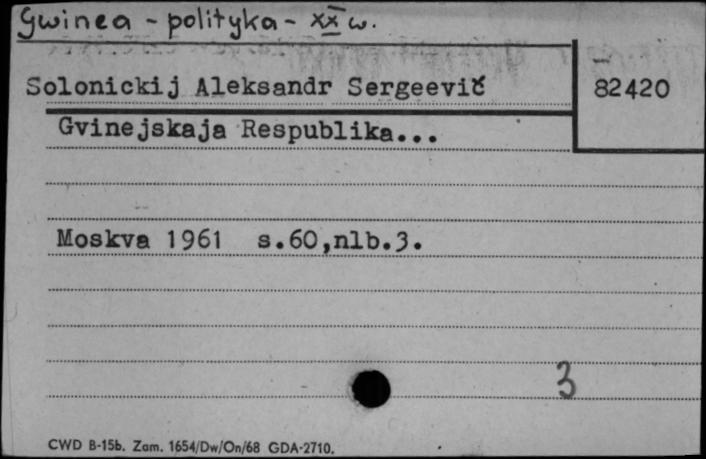 Gwinea - polityka - XX w.
Solonickij Aleksandr Sergeevič
82420
Gvinejskaja Respublika...
Moskva 1961 s.60,nlb.3.
3
CWD B-15b. Zam. 1654/Dw/On/68 GDA-2710.